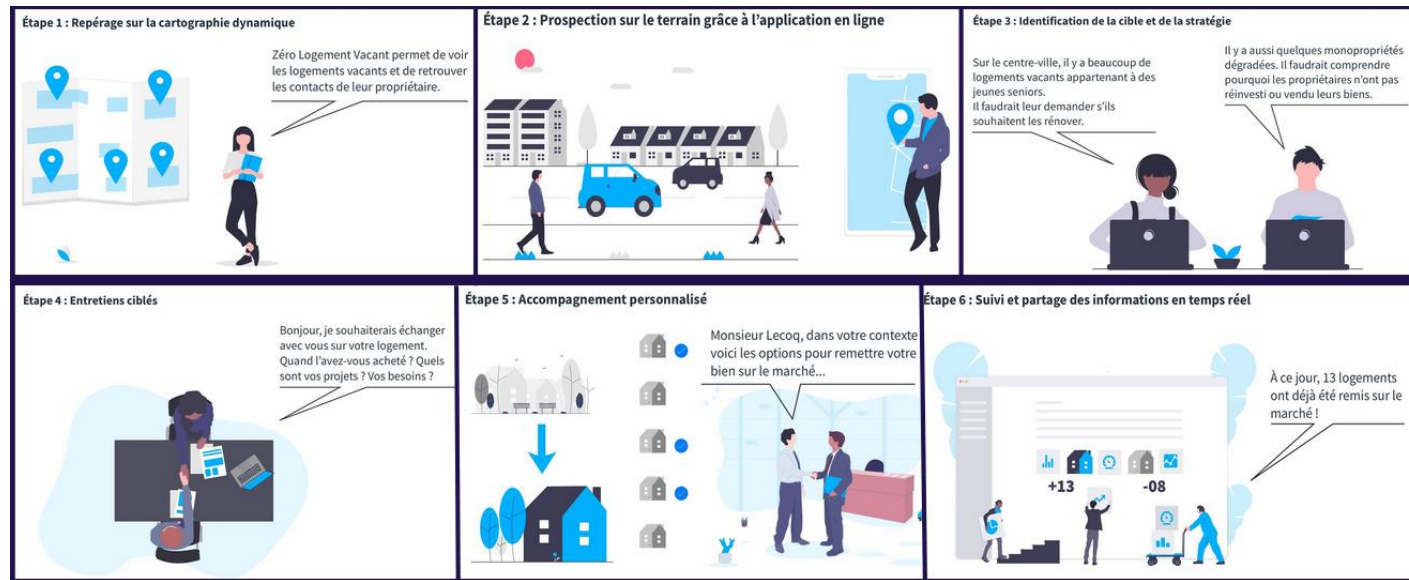 Étape 1 : Repérage sur la cartographie dynamique
Zéro Logement Vacant permet de voir
les logements vacants et de retrouver
les contacts de leur propriétaire.
Étape 2 : Prospection sur le terrain grâce à l'application en ligne
Étape 3 : Identification de la cible et de la stratégie
Sur le centre-ville, il y a beaucoup de
logements vacants appartenant à des
jeunes seniors.
Il faudrait leur demander s'ils
souhaitent les rénover.
Il y a aussi quelques monopropriétés
dégradées. Il faudrait comprendre
pourquoi les propriétaires n'ont pas
réinvesti ou vendu leurs biens.
Étape 4 : Entretiens ciblés
Bonjour, je souhaiterais échanger
avec vous sur votre logement.
Quand l'avez-vous acheté ? Quels
sont vos projets ? Vos besoins ?
Étape 5 : Accompagnement personnalisé
Monsieur Lecoq, dans votre contexte
voici les options pour remettre votre
bien sur le marché...
Étape 6 : Suivi et partage des informations en temps réel
+13
-08
À ce jour, 13 logements
ont déjà été remis sur le
marché !